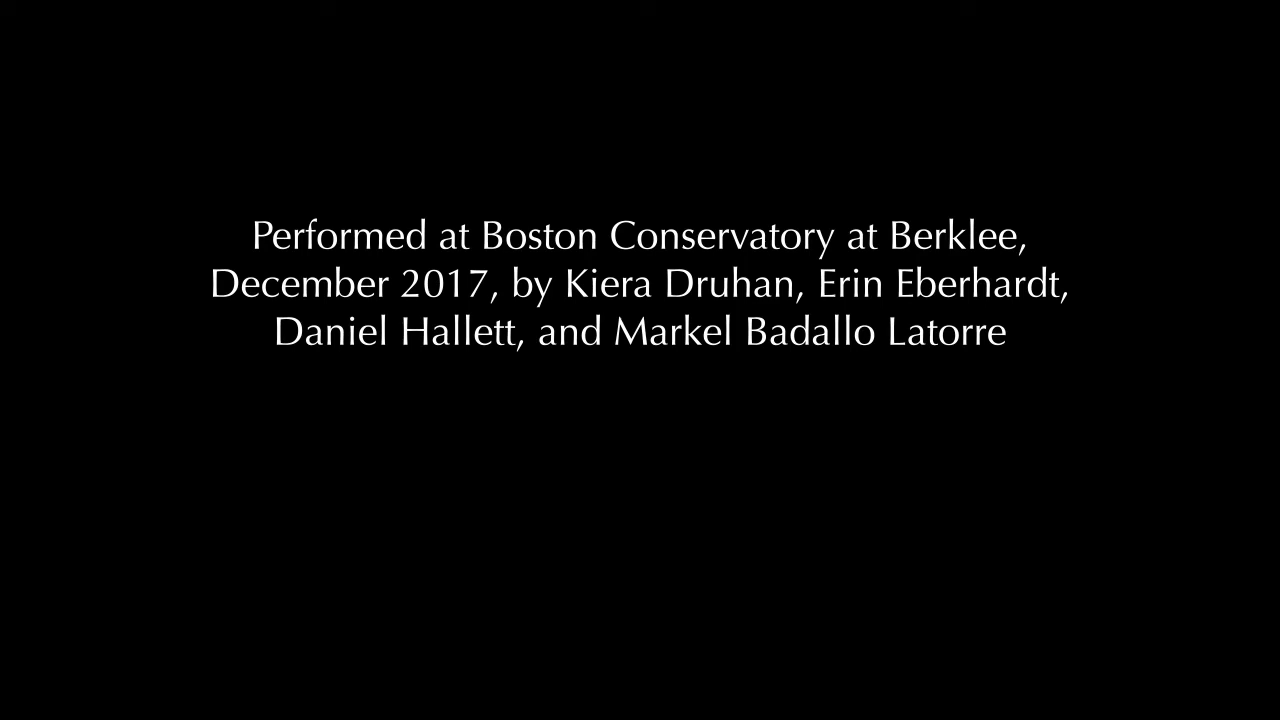 Performed at Boston Conservatory at Berklee,
December 2017, by Kiera Druhan, Erin Eberhardt,
Daniel Hallett, and Markel Badallo Latorre